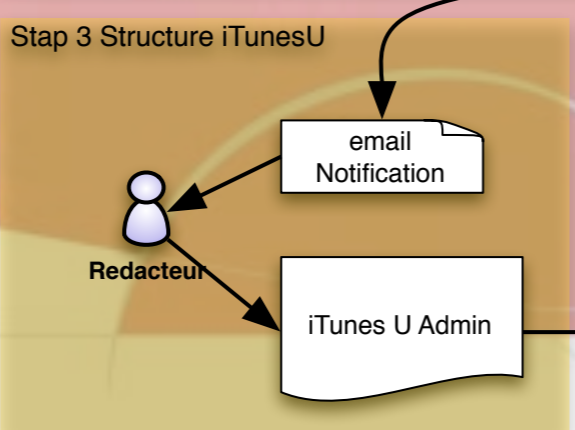 Stap 3 Structure iTunesU
email
Notification
Redacteur
iTunes U Admin